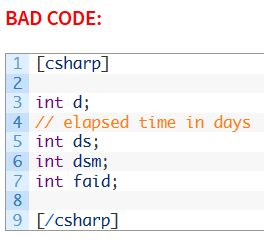 BAD CODE:
1 [csharp]
2
3 int d;
4 // elapsed time in days
5 int ds;
6 int dsm;
7 int faid;
8
9 [/csharp]